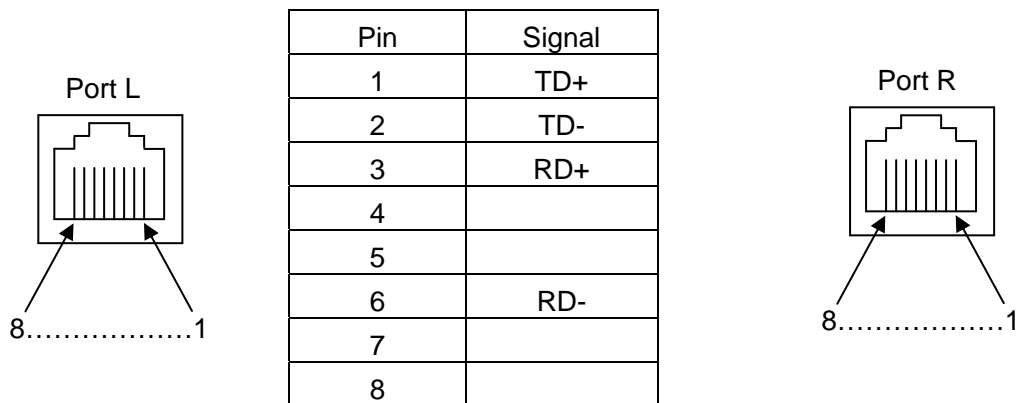 Port L
8………………1
Pin Signal
1 TD+
2 TD-
3 RD+
4
5
6 RD-
7
8
Port R
8………………1